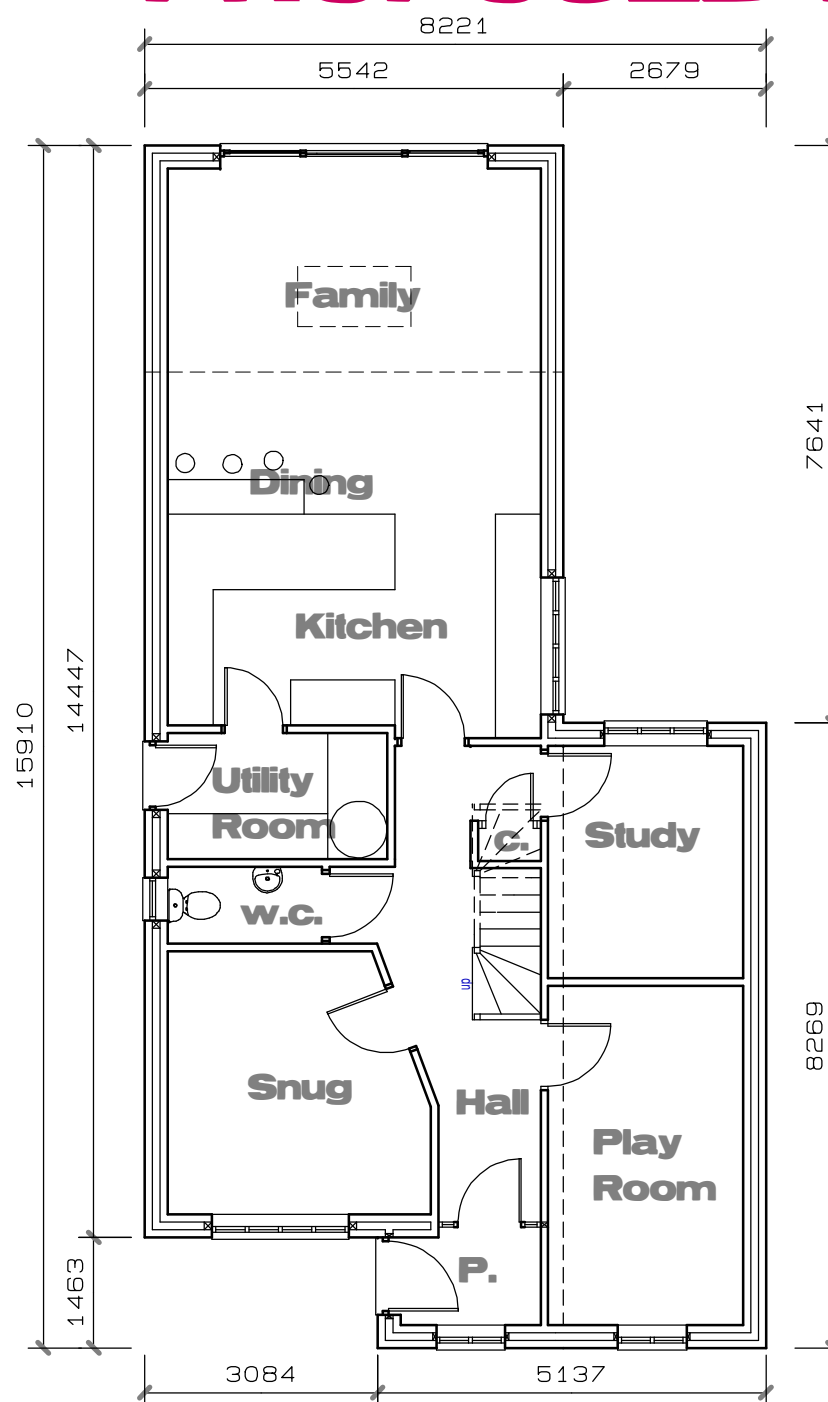 8221
5542
2679
Family
7641
Dining
Kitchen
14447
15910
Utility
Room
C.
Study
W.C.
up
8269
Snug
Hall
Play
Room
P.
1463
3084
5137